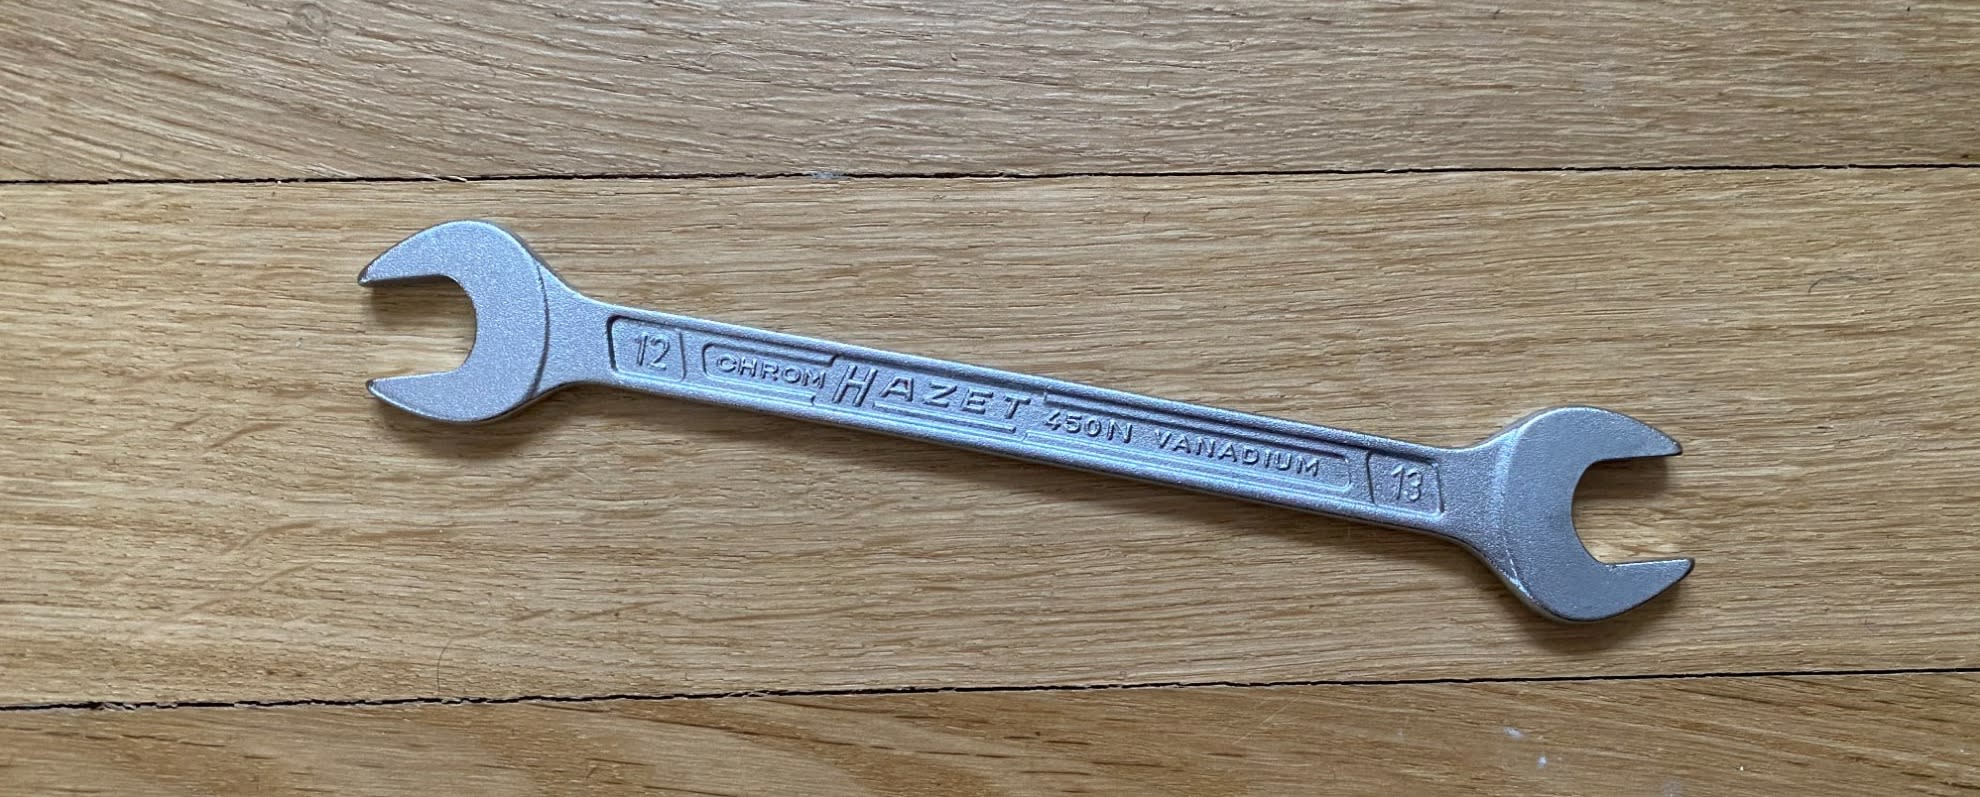 12 CHROM HAZET 450N VANADIUM 13